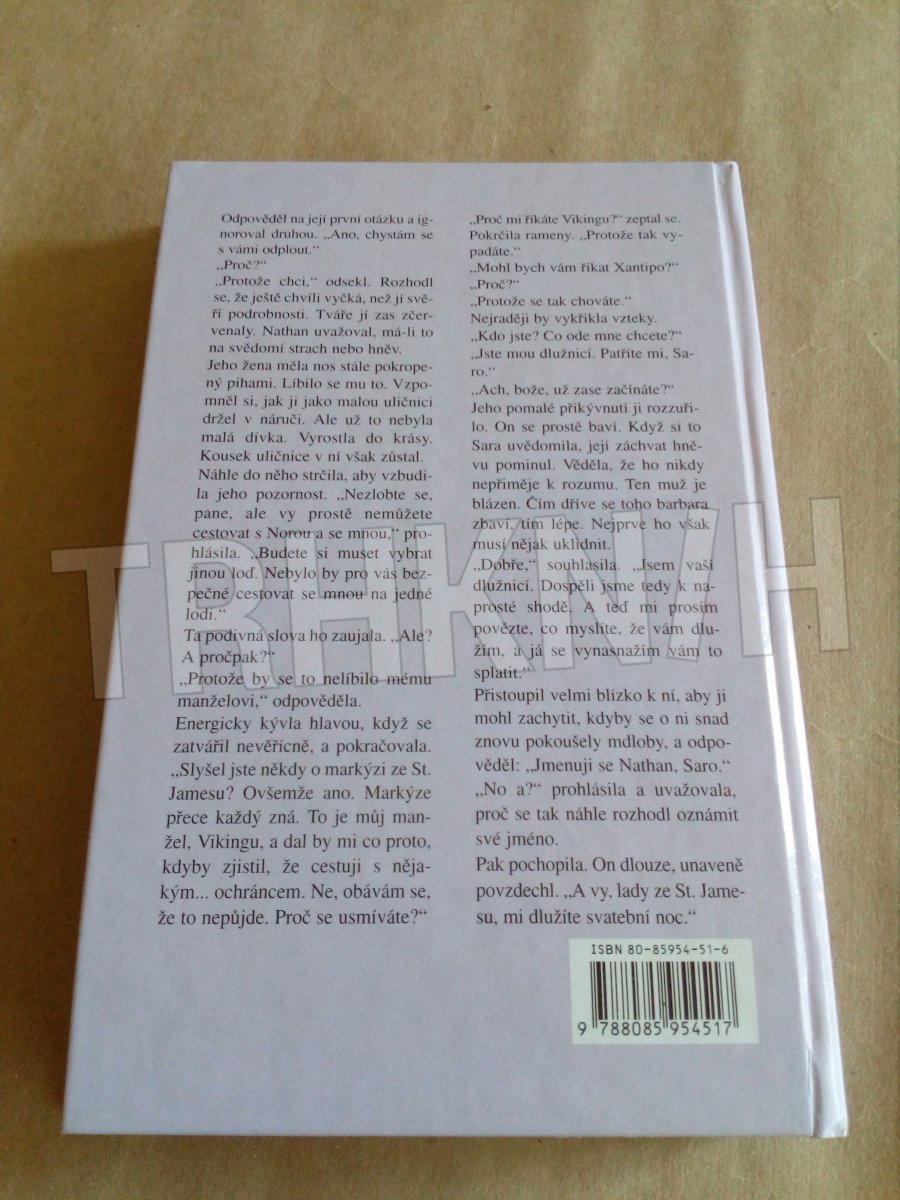 Odpověděl na její první otázku a ig-
noroval druhou. „Ano, chystám se
s vámi odplout.“
„Proč?“
„Protože chci,“ odsekl. Rozhodl
se, že ještě chvíli vyčká, než jí svě-
ří podrobnosti. Tváře jí zas zčer-
venaly. Nathan uvažoval, má-li to
na svědomí strach nebo hněv.
Jeho žena měla nos stále pokrope-
ný pihami. Líbilo se mu to. Vzpo-
mněl si, jak ji jako malou uličnici
držel v náručí. Ale už to nebyla
malá dívka. Vyrostla do krásy.
Kousek uličnice v ní však zůstal.
Náhle do něho strčila, aby vzbudi-
la jeho pozornost. „Nezlobte se,
pane, ale vy prostě nemůžete
cestovat s Norou a se mnou,“ pro-
hlásila. „Budete si muset vybrat
jinou loď. Nebylo by pro vás bez-
pečné cestovat se mnou na jedné
lodi.“
Ta podivná slova ho zaujala. „Ale?
A pročpak?“
„Protože by se to nelíbilo mému
manželovi,“ odpověděla.
Energicky kývla hlavou, když se
zatvářil nevěřícně, a pokračovala.
„Slyšel jste někdy o markýzi ze St.
Jamesu? Ovšemže ano. Markýze
přece každý zná. To je můj man-
žel, Vikingu, a dal by mi co proto,
kdyby zjistil, že cestuji s něja-
kým... ochráncem. Ne, obávám se,
že to nepůjde. Proč se usmíváte?“
„Proč mi říkáte Vikingu?“ zeptal se.
Pokrčila rameny. „Protože tak vy-
padáte.“
„Mohl bych vám říkat Xantipo?“
„Proč?“
„Protože se tak chováte.“
Nejraději by vykřikla vzteky.
„Kdo jste? Co ode mne chcete?“
„Jste mou dlužnicí. Patříte mi, Sa-
ro.“
„Ach, bože, už zase začínáte?“
Jeho pomalé přikývnutí ji rozzuři-
lo. On se prostě baví. Když si to
Sara uvědomila, její záchvat hně-
vu pominul. Věděla, že ho nikdy
nepřiměje k rozumu. Ten muž je
blázen. Čím dříve se toho barbara
zbaví, tím lépe. Nejprve ho však
musí nějak uklidnit.
„Dobře,“ souhlasila. „Jsem vaší
dlužnicí. Dospěli jsme tedy k na-
prosté shodě. A teď mi prosím
povězte, co myslíte, že vám dlu-
žím, a já se vynasnažím vám to
splatit.“
Přistoupil velmi blízko k ní, aby ji
mohl zachytit, kdyby se o ni snad
znovu pokoušely mdloby, a odpo-
věděl: „Jmenuji se Nathan, Saro.“
„No a?“ prohlásila a uvažovala,
proč se tak náhle rozhodl oznámit
své jméno.
Pak pochopila. On dlouze, unaveně
povzdechl. „A vy, lady ze St. Jame-
su, mi dlužíte svatební noc.“
ISBN 80-85954-51-6
9 788085 954517
TRHKNIH